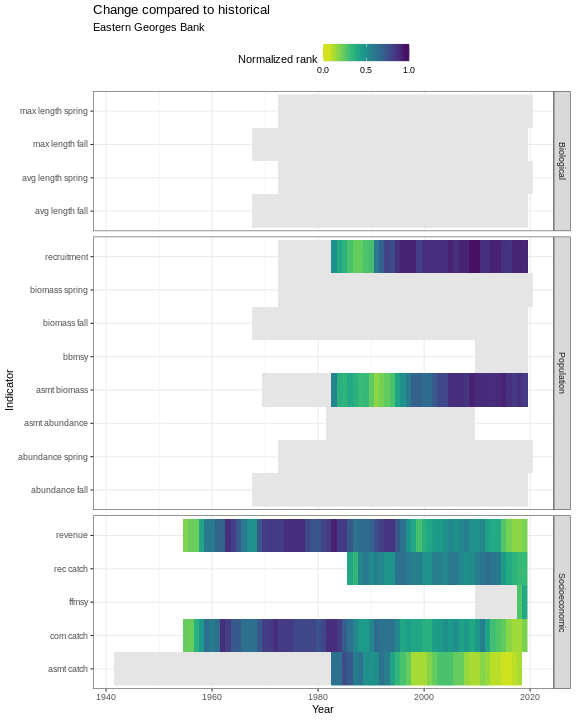 Change compared to historical
Eastern Georges Bank
Normalized rank
0.0 0.5 1.0
max length spring
max length fall
avg length spring
avg length fall
Biological
recruitment
biomass spring
biomass fall
bbmsy
asmt biomass
asmt abundance
abundance spring
abundance fall
Population
revenue
rec catch
ffmsy
com catch
asmt catch
Socioeconomic
Indicator
1940 1960 1980 2000 2020
Year